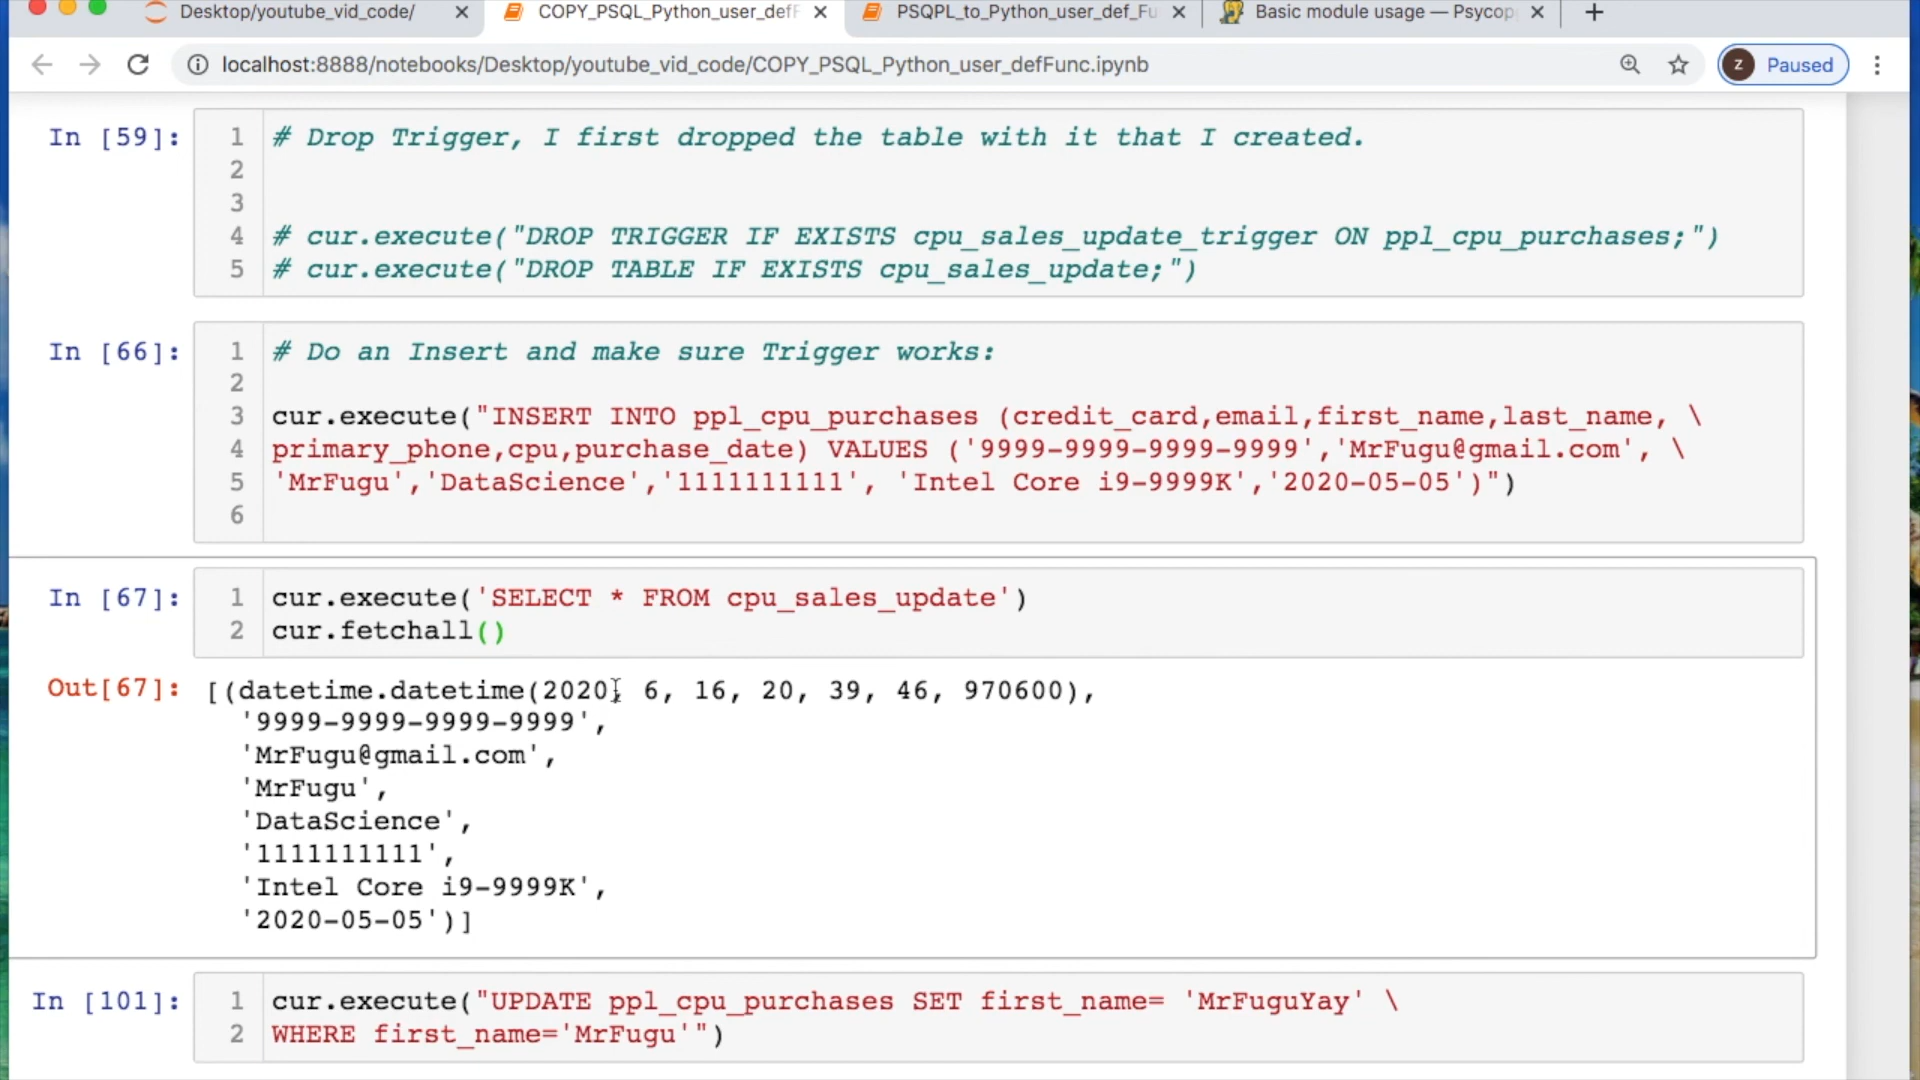 Desktop/youtube_vid_code/ COPY_PSQL_Python_user_defF PSQPL_to_Python_user_def_Fu Basic module usage — Psycop
localhost:8888/notebooks/Desktop/youtube_vid_code/COPY_PSQL_Python_user_defFunc.ipynb z Paused
In [59]: 1 # Drop Trigger, I first dropped the table with it that I created.
2
3
4 # cur.execute("DROP TRIGGER IF EXISTS cpu_sales_update_trigger ON ppl_cpu_purchases;")
5 # cur.execute("DROP TABLE IF EXISTS cpu_sales_update;")
In [66]: 1 # Do an Insert and make sure Trigger works:
2
3 cur.execute("INSERT INTO ppl_cpu_purchases (credit_card,email,first_name,last_name, \
4 primary_phone,cpu,purchase_date) VALUES ('9999-9999-9999-9999','MrFugu@gmail.com', \
5 'MrFugu','DataScience','1111111111', 'Intel Core i9-9999K','2020-05-05')")
6
In [67]: 1 cur.execute('SELECT * FROM cpu_sales_update')
2 cur.fetchall()
Out[67]: [(datetime.datetime(2020, 6, 16, 20, 39, 46, 970600),
'9999-9999-9999-9999',
'MrFugu@gmail.com',
'MrFugu',
'DataScience',
'1111111111',
'Intel Core i9-9999K',
'2020-05-05')]
In [101]: 1 cur.execute("UPDATE ppl_cpu_purchases SET first_name= 'MrFuguYay' \
2 WHERE first_name='MrFugu'")